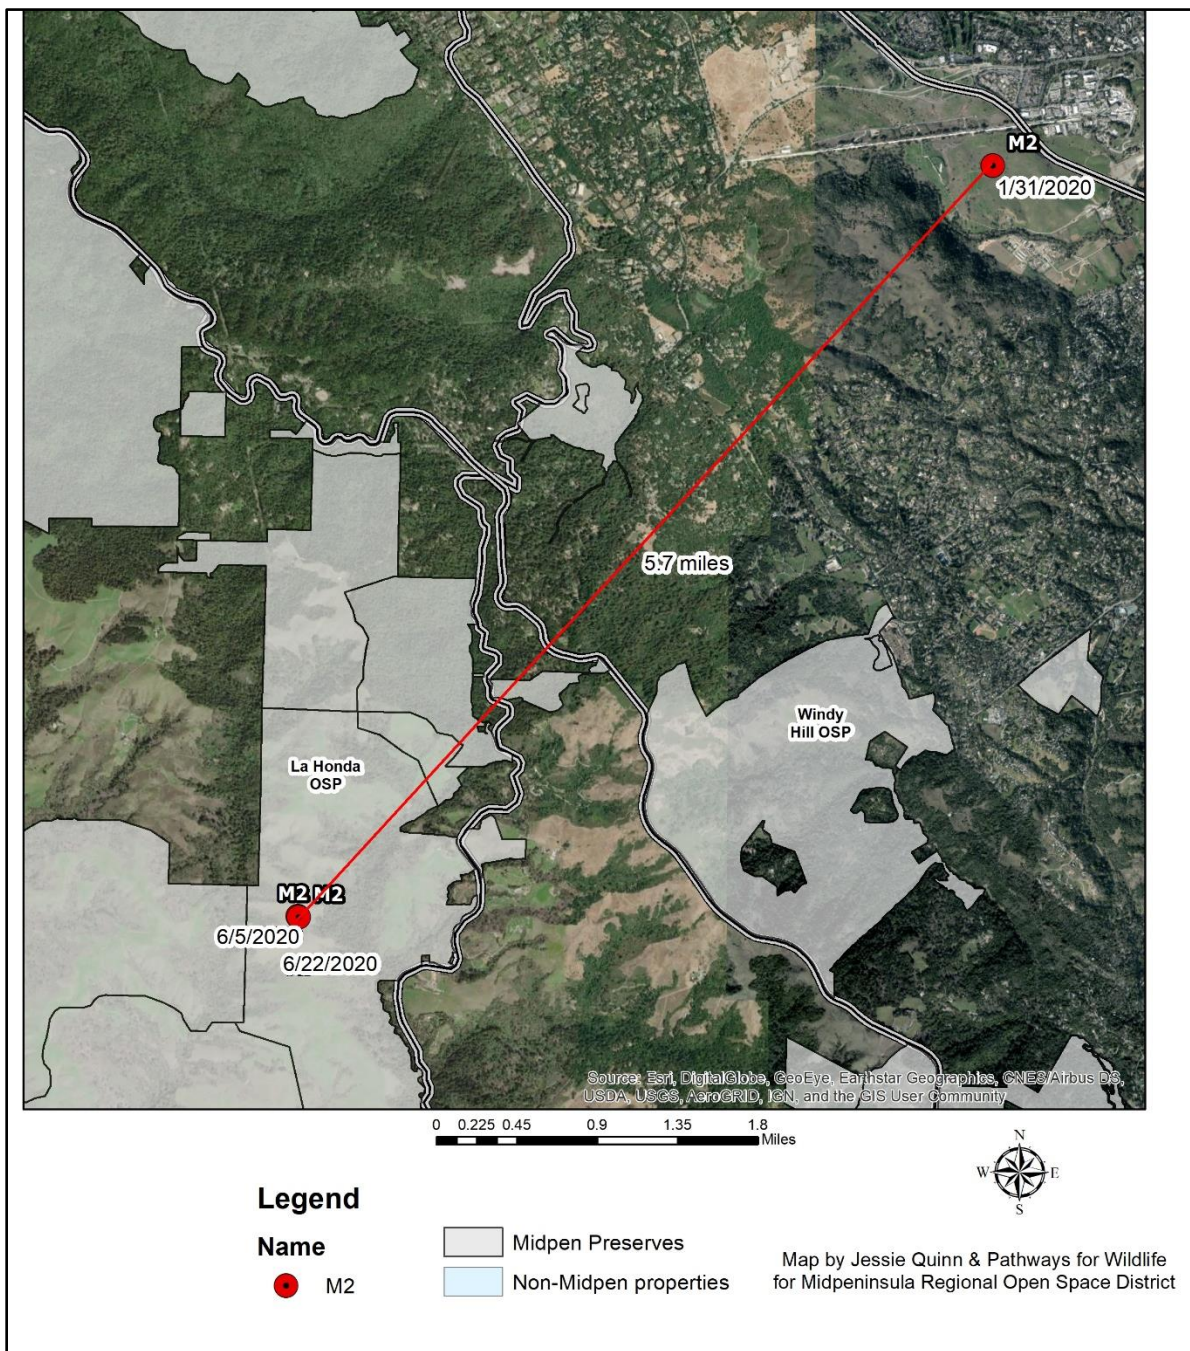 M2
1/31/2020
5.7 miles
Windy
Hill OSP
La Honda
OSP
M2 M2
6/5/2020
6/22/2020
Source: Esri, DigitalGlobe, GeoEye, Earthstar Geographics, CNES/Airbus DS,
USDA, USGS, AeroGRID, IGN, and the GIS User Community
0 0.225 0.45 0.9 1.35 1.8
Miles
N
W E
S
Legend
Name
M2
Midpen Preserves
Non-Midpen properties
Map by Jessie Quinn & Pathways for Wildlife
for Midpeninsula Regional Open Space District